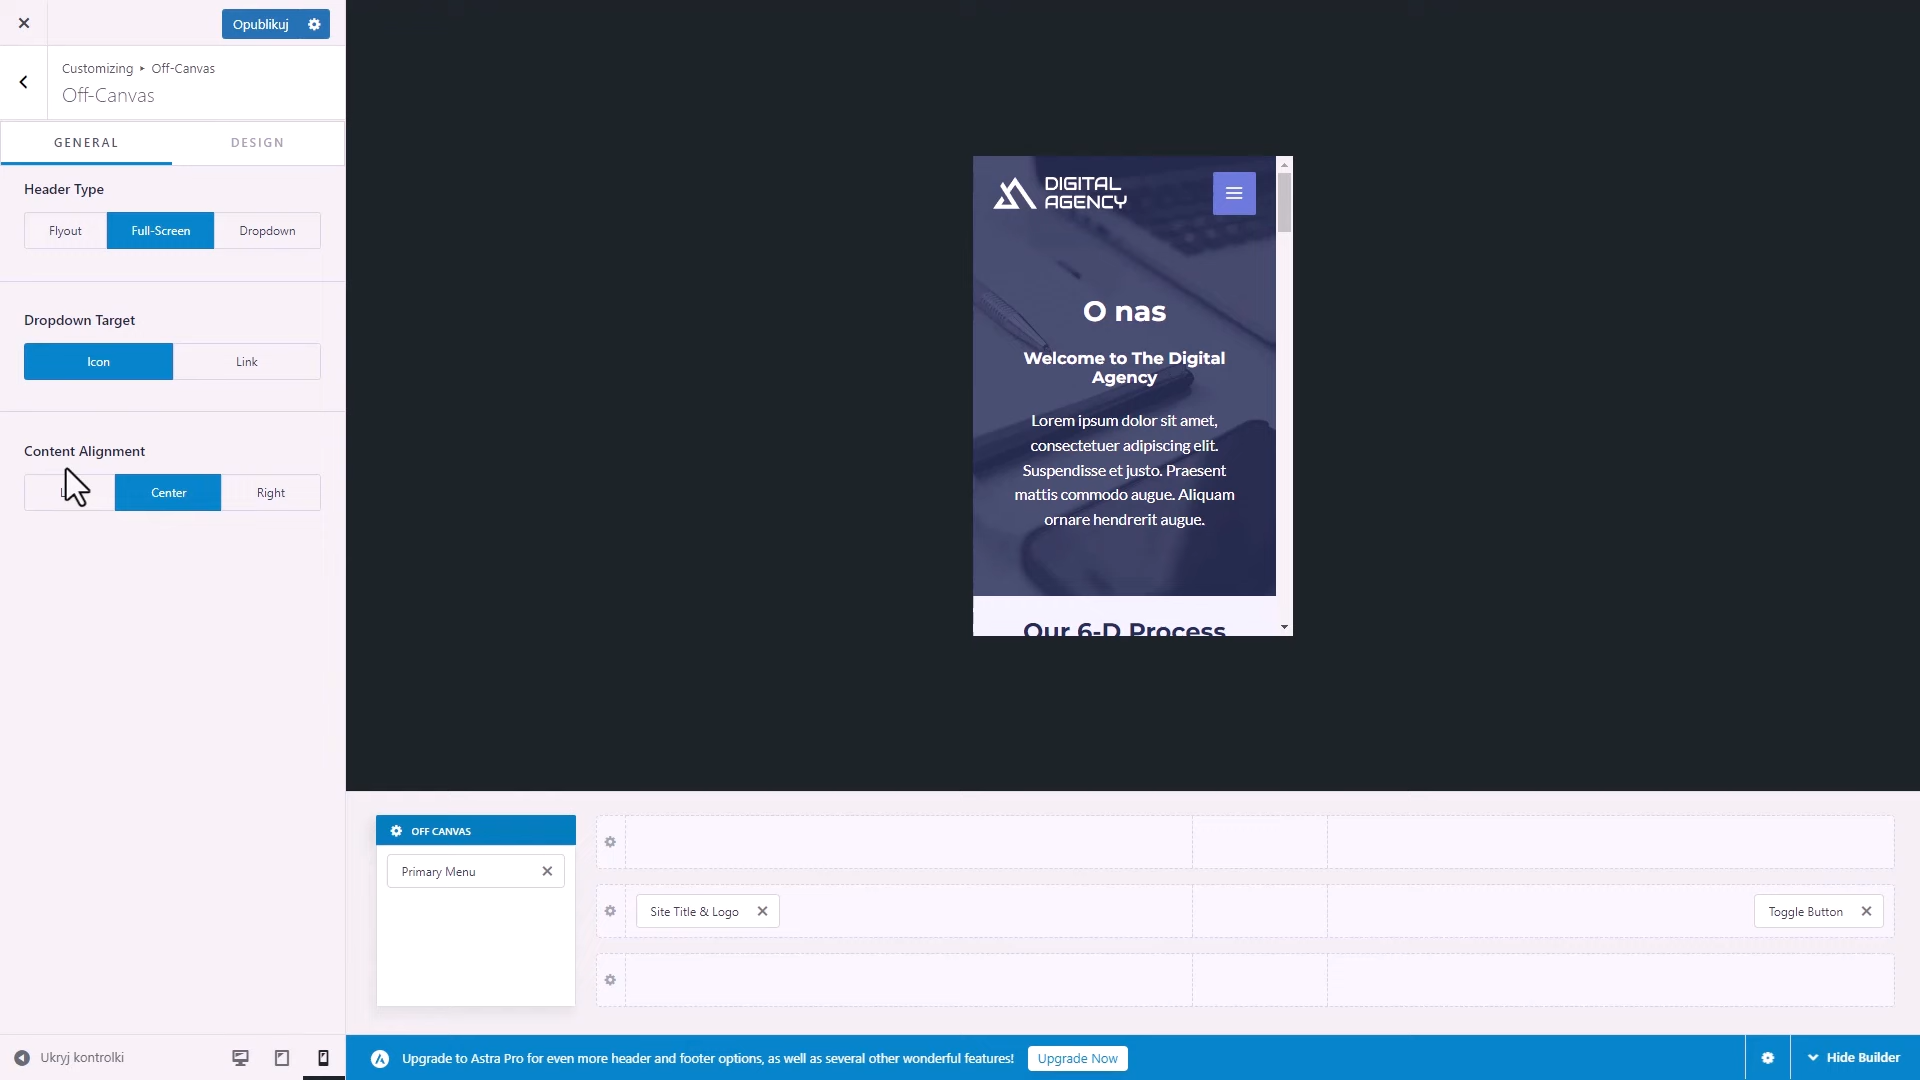 Opublikuj
Customizing ▸ Off-Canvas
Off-Canvas
GENERAL
DESIGN
Header Type
Flyout
Full-Screen
Dropdown
Dropdown Target
Icon
Link
Content Alignment
Center
Right
Ukryj kontrolki
DIGITAL
AGENCY
O nas
Welcome to The Digital
Agency
Lorem ipsum dolor sit amet,
consectetuer adipiscing elit.
Suspendisse et justo. Praesent
mattis commodo augue. Aliquam
ornare hendrerit augue.
Our 6-D Process
OFF CANVAS
Primary Menu
Site Title & Logo
Toggle Button
Upgrade to Astra Pro for even more header and footer options, as well as several other wonderful features!
Upgrade Now
Hide Builder